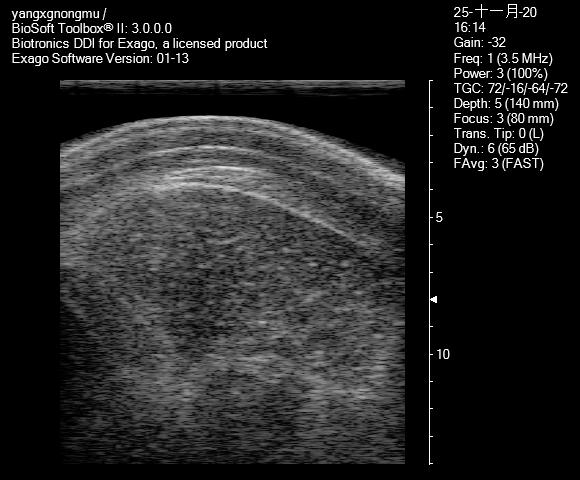 yangxgnongmu /
BioSoft Toolbox® II: 3.0.0.0
Biotronics DDI for Exago, a licensed product
Exago Software Version: 01-13
25-十一月-20
16:14
Gain: -32
Freq: 1 (3.5 MHz)
Power: 3 (100%)
TGC: 72/-16/-64/-72
Depth: 5 (140 mm)
Focus: 3 (80 mm)
Trans. Tip: 0 (L)
Dyn.: 6 (65 dB)
FAvg: 3 (FAST)
5
10